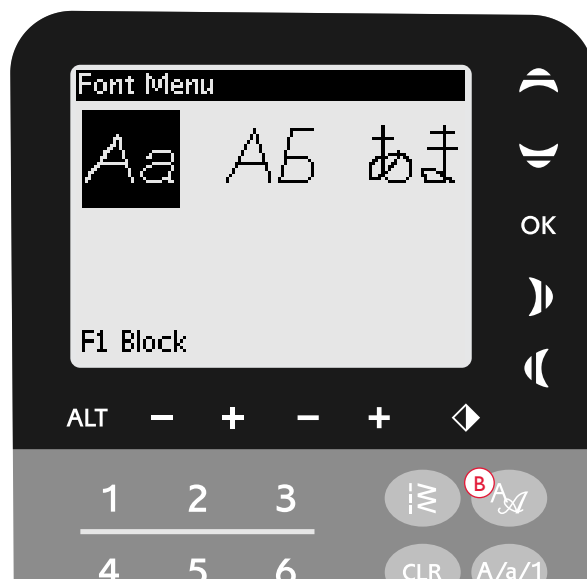 Font Menu
Aa АБ あま
F1 Block
OK
ALT − + − +
1 2 3
B
A
4 5 6 CLR A/a/1